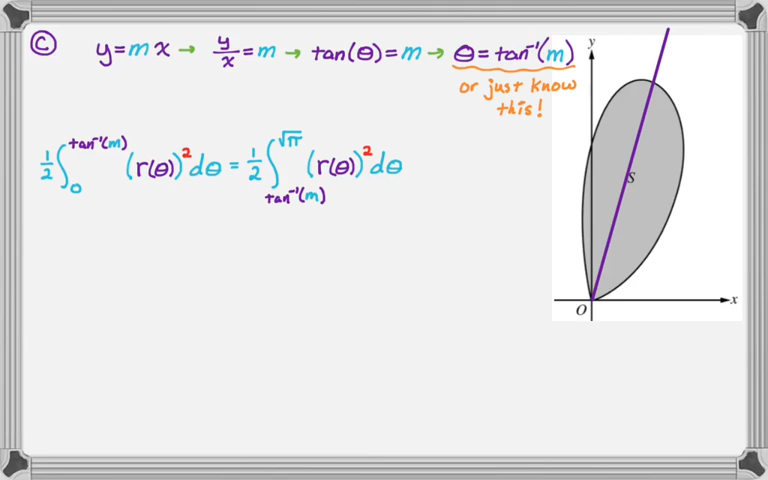 ⓒ y = m x → y/x = m → tan(θ) = m → θ = tan⁻¹(m)
or just know
this!
½ ∫₀^(tan⁻¹(m)) (r(θ))² dθ = ½ ∫_(tan⁻¹(m))^(√π) (r(θ))² dθ
y
S
x
O